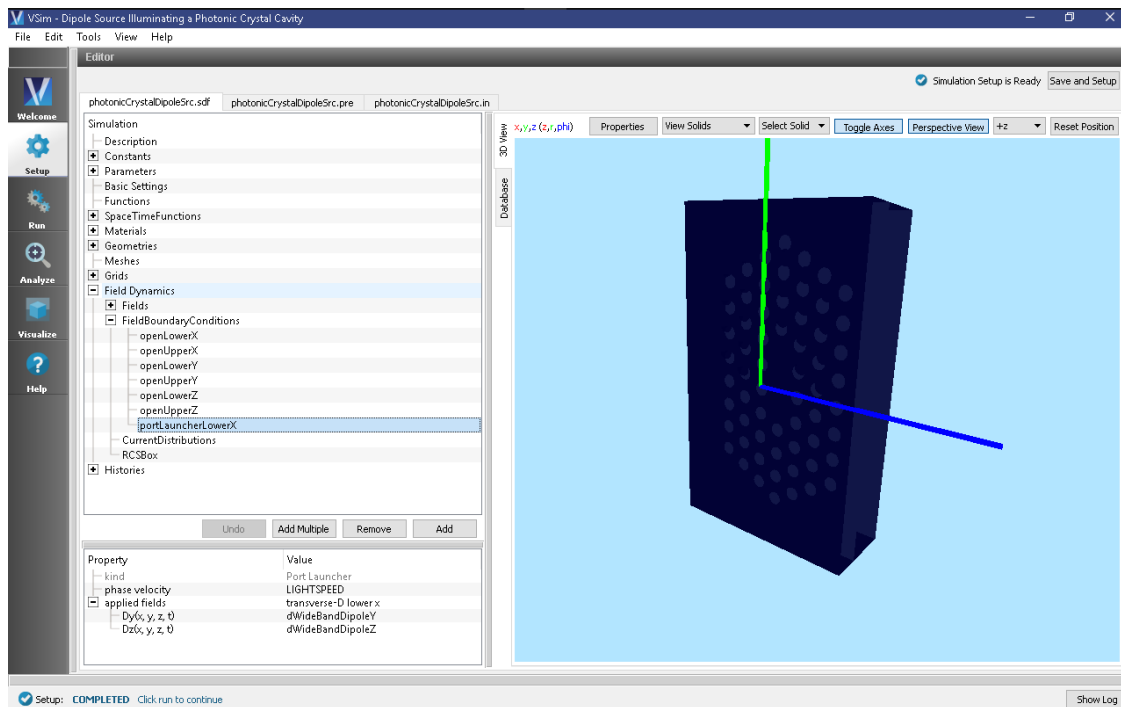 VSim - Dipole Source Illuminating a Photonic Crystal Cavity
File Edit Tools View Help
Editor
Simulation Setup is Ready Save and Setup
photonicCrystalDipoleSrc.sdf photonicCrystalDipoleSrc.pre photonicCrystalDipoleSrc.in
Welcome
Setup
Run
Analyze
Visualize
Help
Simulation
Description
Constants
Parameters
Basic Settings
Functions
SpaceTimeFunctions
Materials
Geometries
Meshes
Grids
Field Dynamics
Fields
FieldBoundaryConditions
openLowerX
openUpperX
openLowerY
openUpperY
openLowerZ
openUpperZ
portLauncherLowerX
CurrentDistributions
RCSBox
Histories
Undo Add Multiple Remove Add
Property Value
kind Port Launcher
phase velocity LIGHTSPEED
applied fields transverse-D lower x
Dy(x, y, z, t) dWideBandDipoleY
Dz(x, y, z, t) dWideBandDipoleZ
3D View
Database
x,y,z (z,r,phi) Properties View Solids Select Solid Toggle Axes Perspective View +z Reset Position
Setup: COMPLETED Click run to continue
Show Log